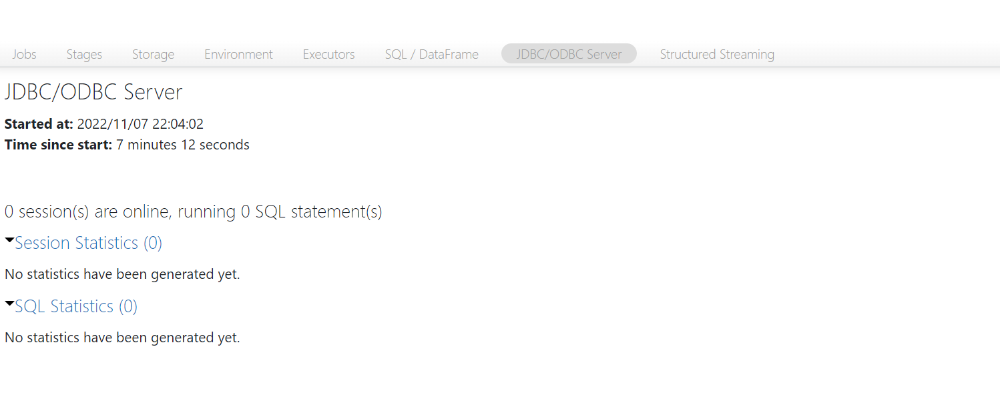 Jobs Stages Storage Environment Executors SQL / DataFrame JDBC/ODBC Server Structured Streaming
JDBC/ODBC Server
Started at: 2022/11/07 22:04:02
Time since start: 7 minutes 12 seconds
0 session(s) are online, running 0 SQL statement(s)
Session Statistics (0)
No statistics have been generated yet.
SQL Statistics (0)
No statistics have been generated yet.